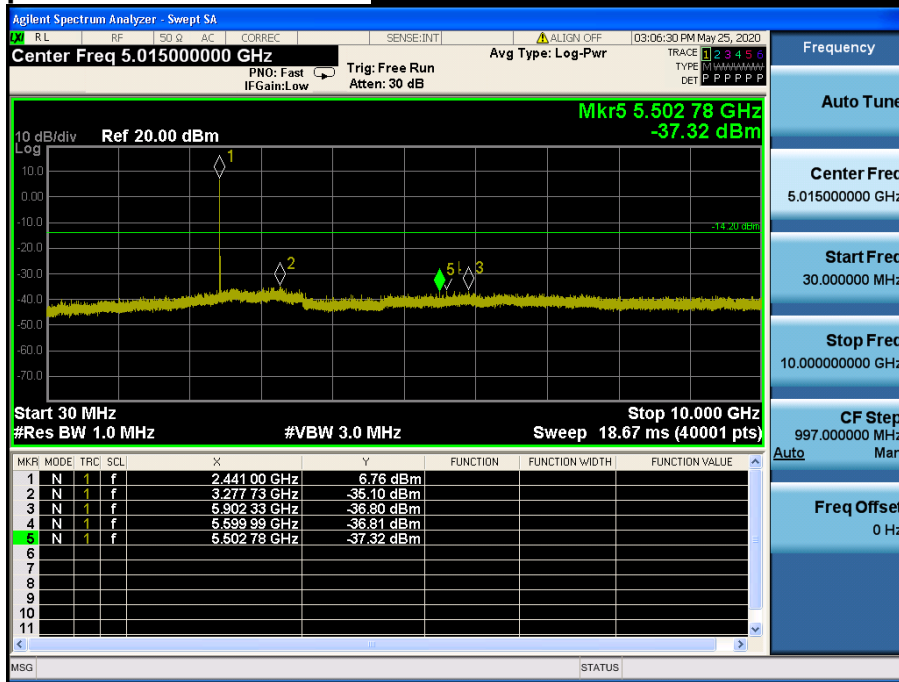 Agilent Spectrum Analyzer - Swept SA
LXI RL RF 50 Ω AC CORREC SENSE:INT ALIGN OFF 03:06:30 PM May 25, 2020
Center Freq 5.015000000 GHz
PNO: Fast
IFGain:Low
Trig: Free Run
Atten: 30 dB
Avg Type: Log-Pwr
TRACE 1 2 3 4 5 6
TYPE M WWWWW
DET P P P P P P
Mkr5 5.502 78 GHz
-37.32 dBm
10 dB/div Ref 20.00 dBm
Log
10.0
0.00
-10.0
-20.0
-30.0
-40.0
-50.0
-60.0
-70.0
1
2
5
3
-14.20 dBm
Start 30 MHz Stop 10.000 GHz
#Res BW 1.0 MHz #VBW 3.0 MHz Sweep 18.67 ms (40001 pts)
MKR MODE TRC SCL X Y FUNCTION FUNCTION WIDTH FUNCTION VALUE
1 N 1 f 2.441 00 GHz 6.76 dBm
2 N 1 f 3.277 73 GHz -35.10 dBm
3 N 1 f 5.902 33 GHz -36.80 dBm
4 N 1 f 5.599 99 GHz -36.81 dBm
5 N 1 f 5.502 78 GHz -37.32 dBm
6
7
8
9
10
11
MSG STATUS
Frequency
Auto Tune
Center Freq
5.015000000 GHz
Start Freq
30.000000 MHz
Stop Freq
10.000000000 GHz
CF Step
997.000000 MHz
Auto Man
Freq Offset
0 Hz